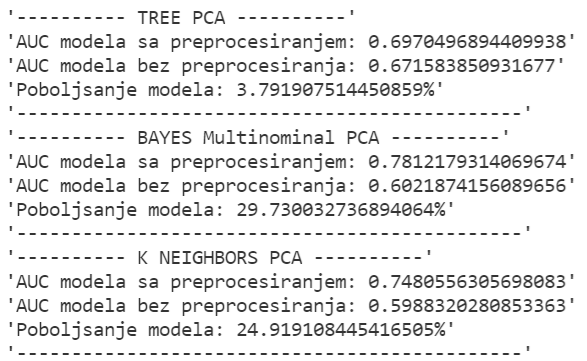 '---------- TREE PCA ----------'
'AUC modela sa preprocesiranjem: 0.6970496894409938'
'AUC modela bez preprocesiranja: 0.671583850931677'
'Poboljsanje modela: 3.791907514450859%'
'----------------------------------------------'
'---------- BAYES Multinominal PCA ----------'
'AUC modela sa preprocesiranjem: 0.7812179314069674'
'AUC modela bez preprocesiranja: 0.6021874156089656'
'Poboljsanje modela: 29.730032736894064%'
'----------------------------------------------'
'---------- K NEIGHBORS PCA ----------'
'AUC modela sa preprocesiranjem: 0.7480556305698083'
'AUC modela bez preprocesiranja: 0.5988320280853363'
'Poboljsanje modela: 24.919108445416505%'
'----------------------------------------------'